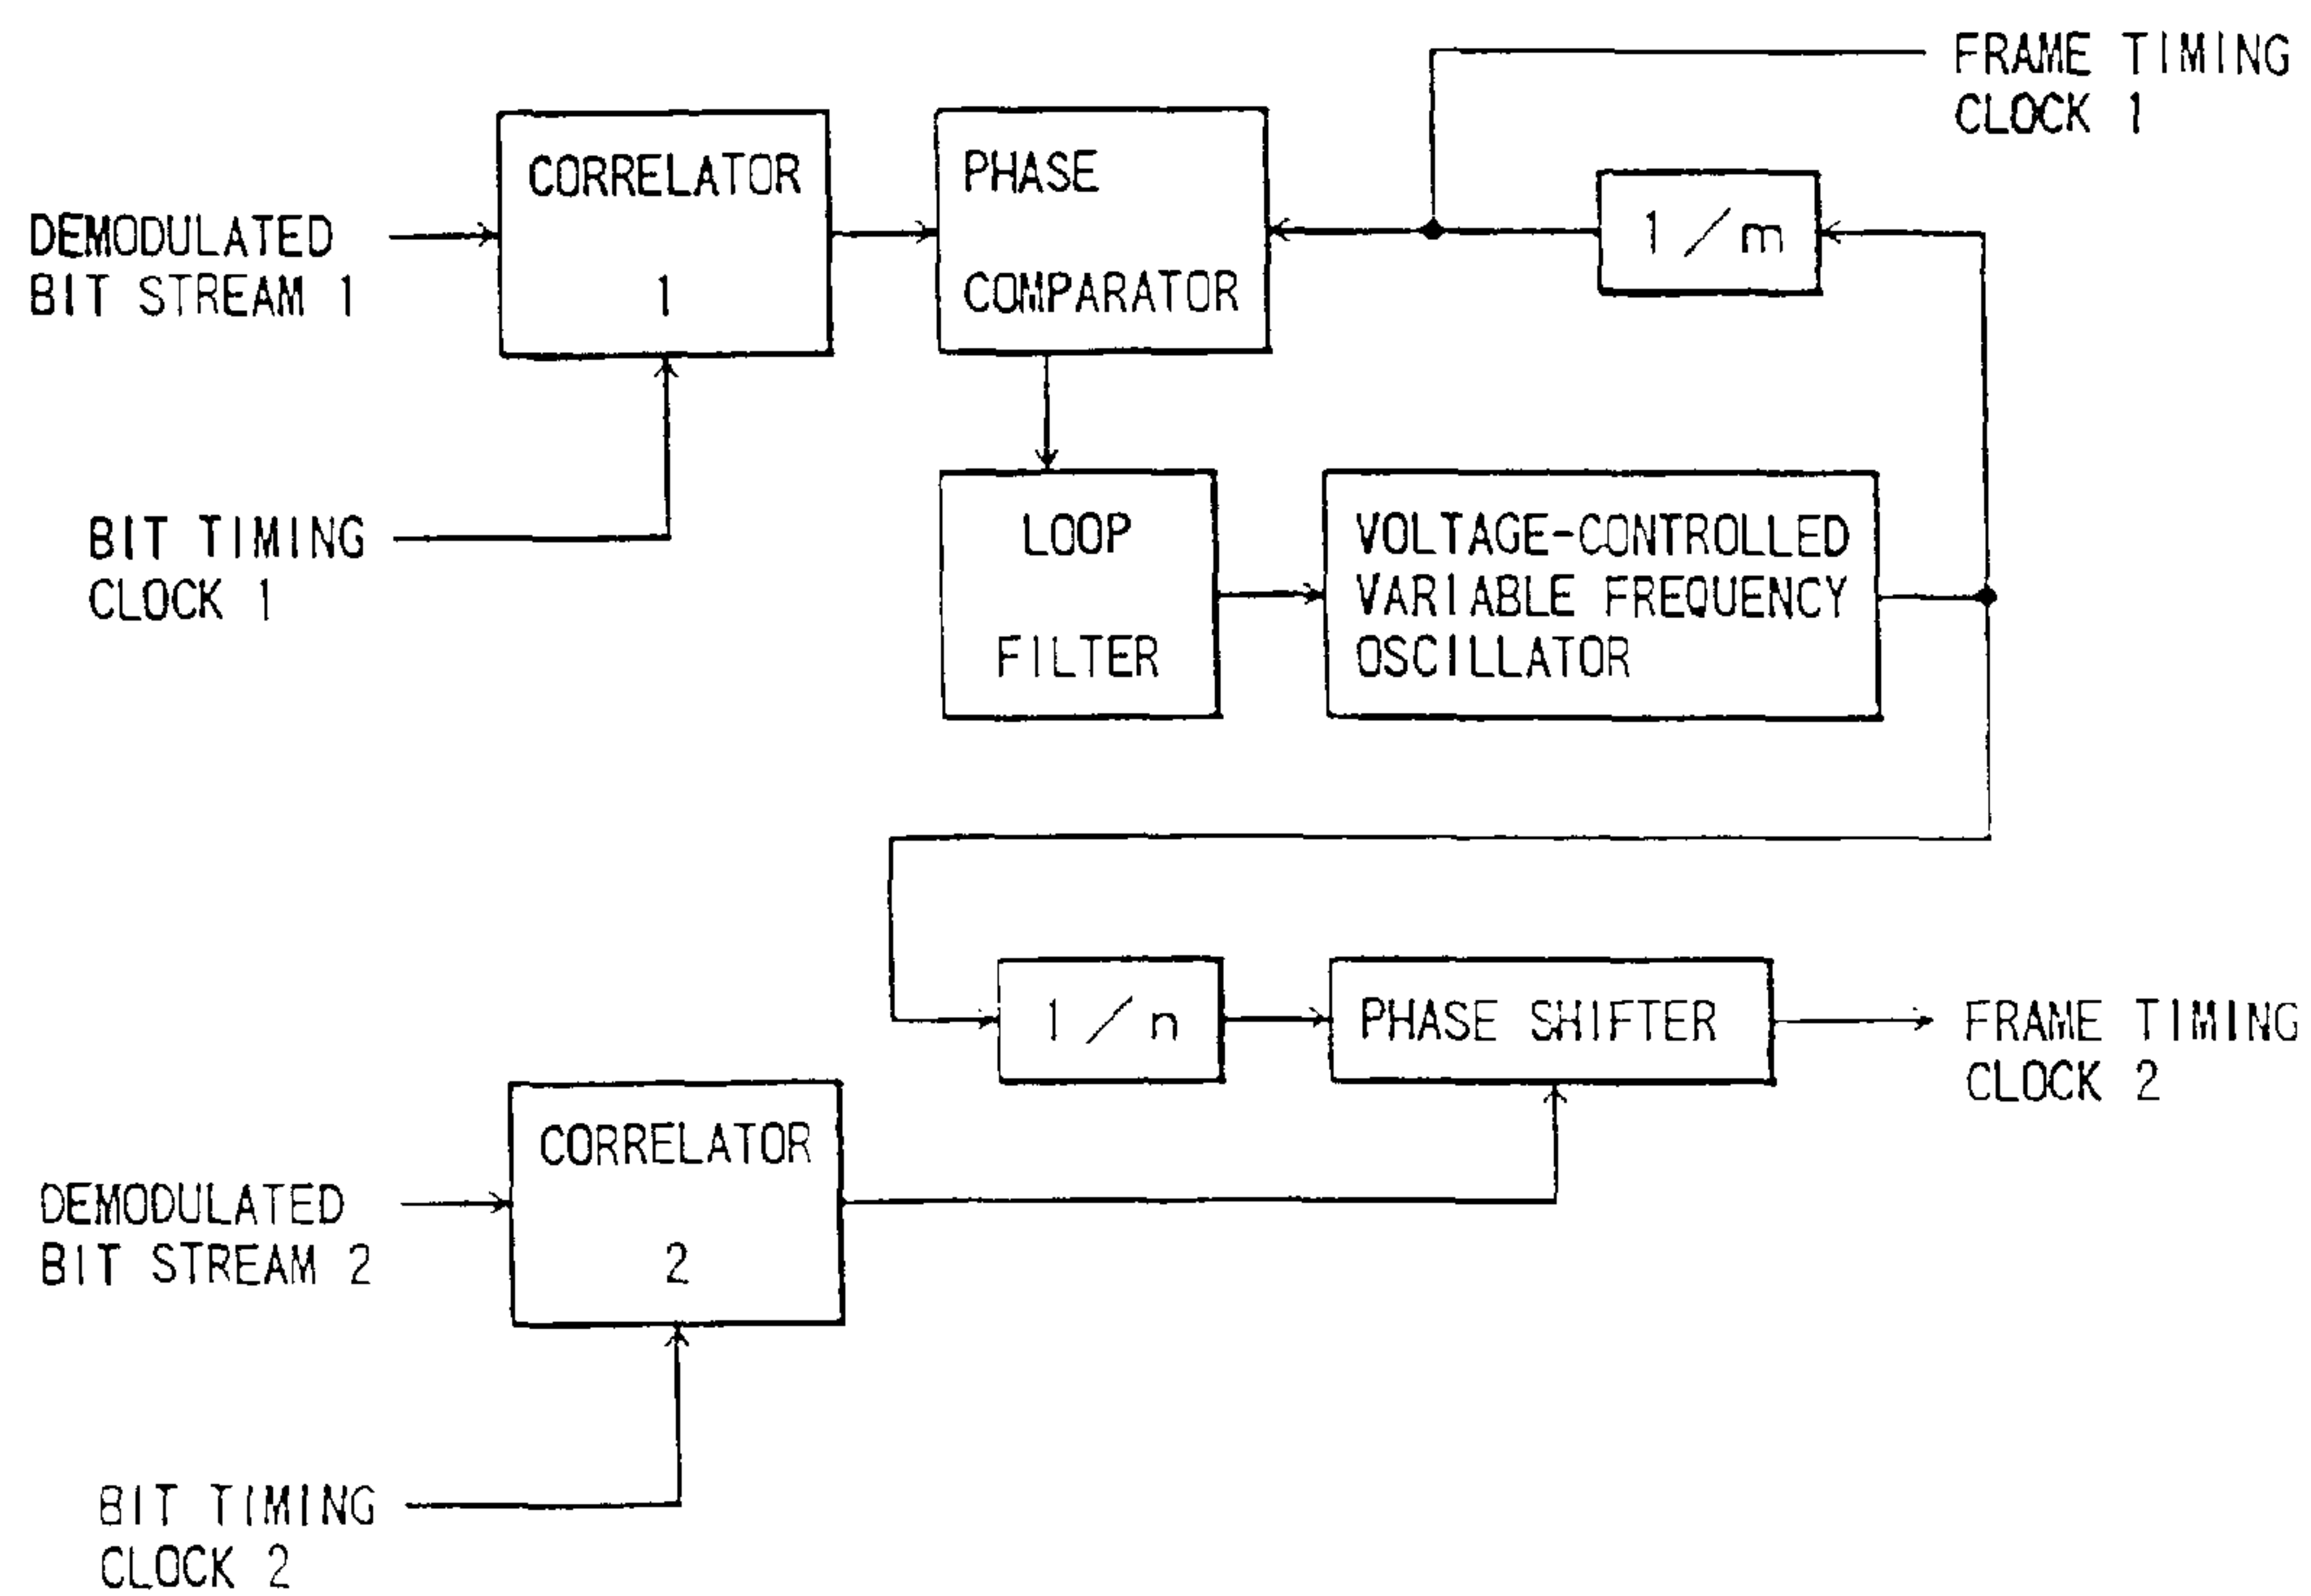 FRAME TIMING
CLOCK 1
CORRELATOR
1
PHASE
COMPARATOR
1/m
DEMODULATED
BIT STREAM 1
BIT TIMING
CLOCK 1
LOOP
FILTER
VOLTAGE-CONTROLLED
VARIABLE FREQUENCY
OSCILLATOR
1/n
PHASE SHIFTER
FRAME TIMING
CLOCK 2
CORRELATOR
2
DEMODULATED
BIT STREAM 2
BIT TIMING
CLOCK 2